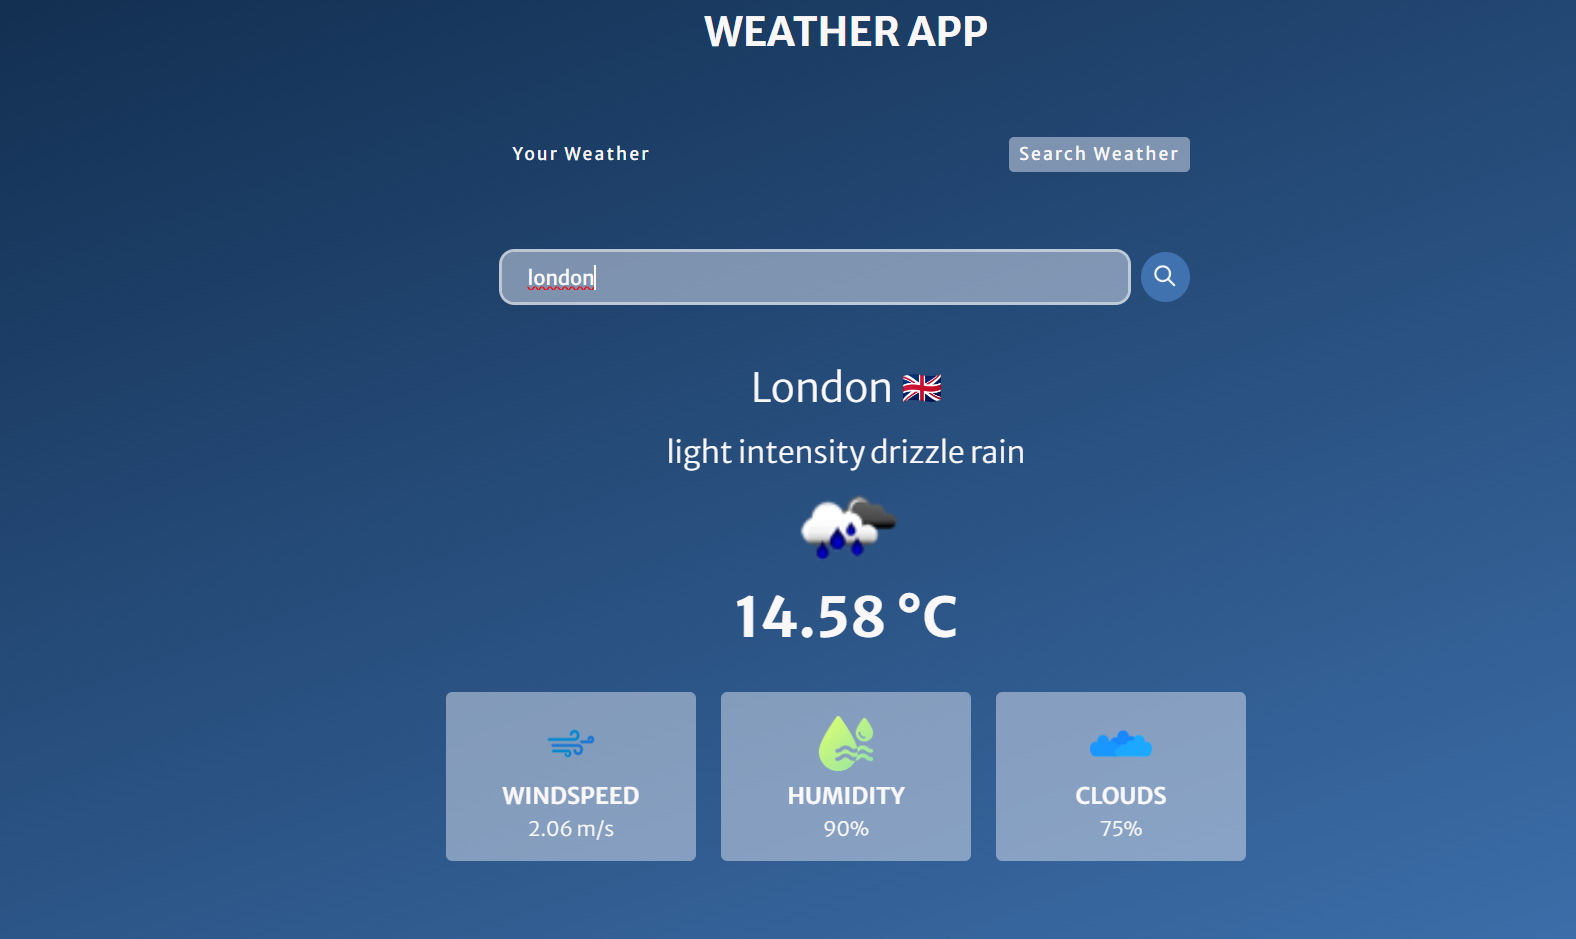 WEATHER APP
Your Weather
Search Weather
london
London
light intensity drizzle rain
14.58 °C
WINDSPEED
2.06 m/s
HUMIDITY
90%
CLOUDS
75%